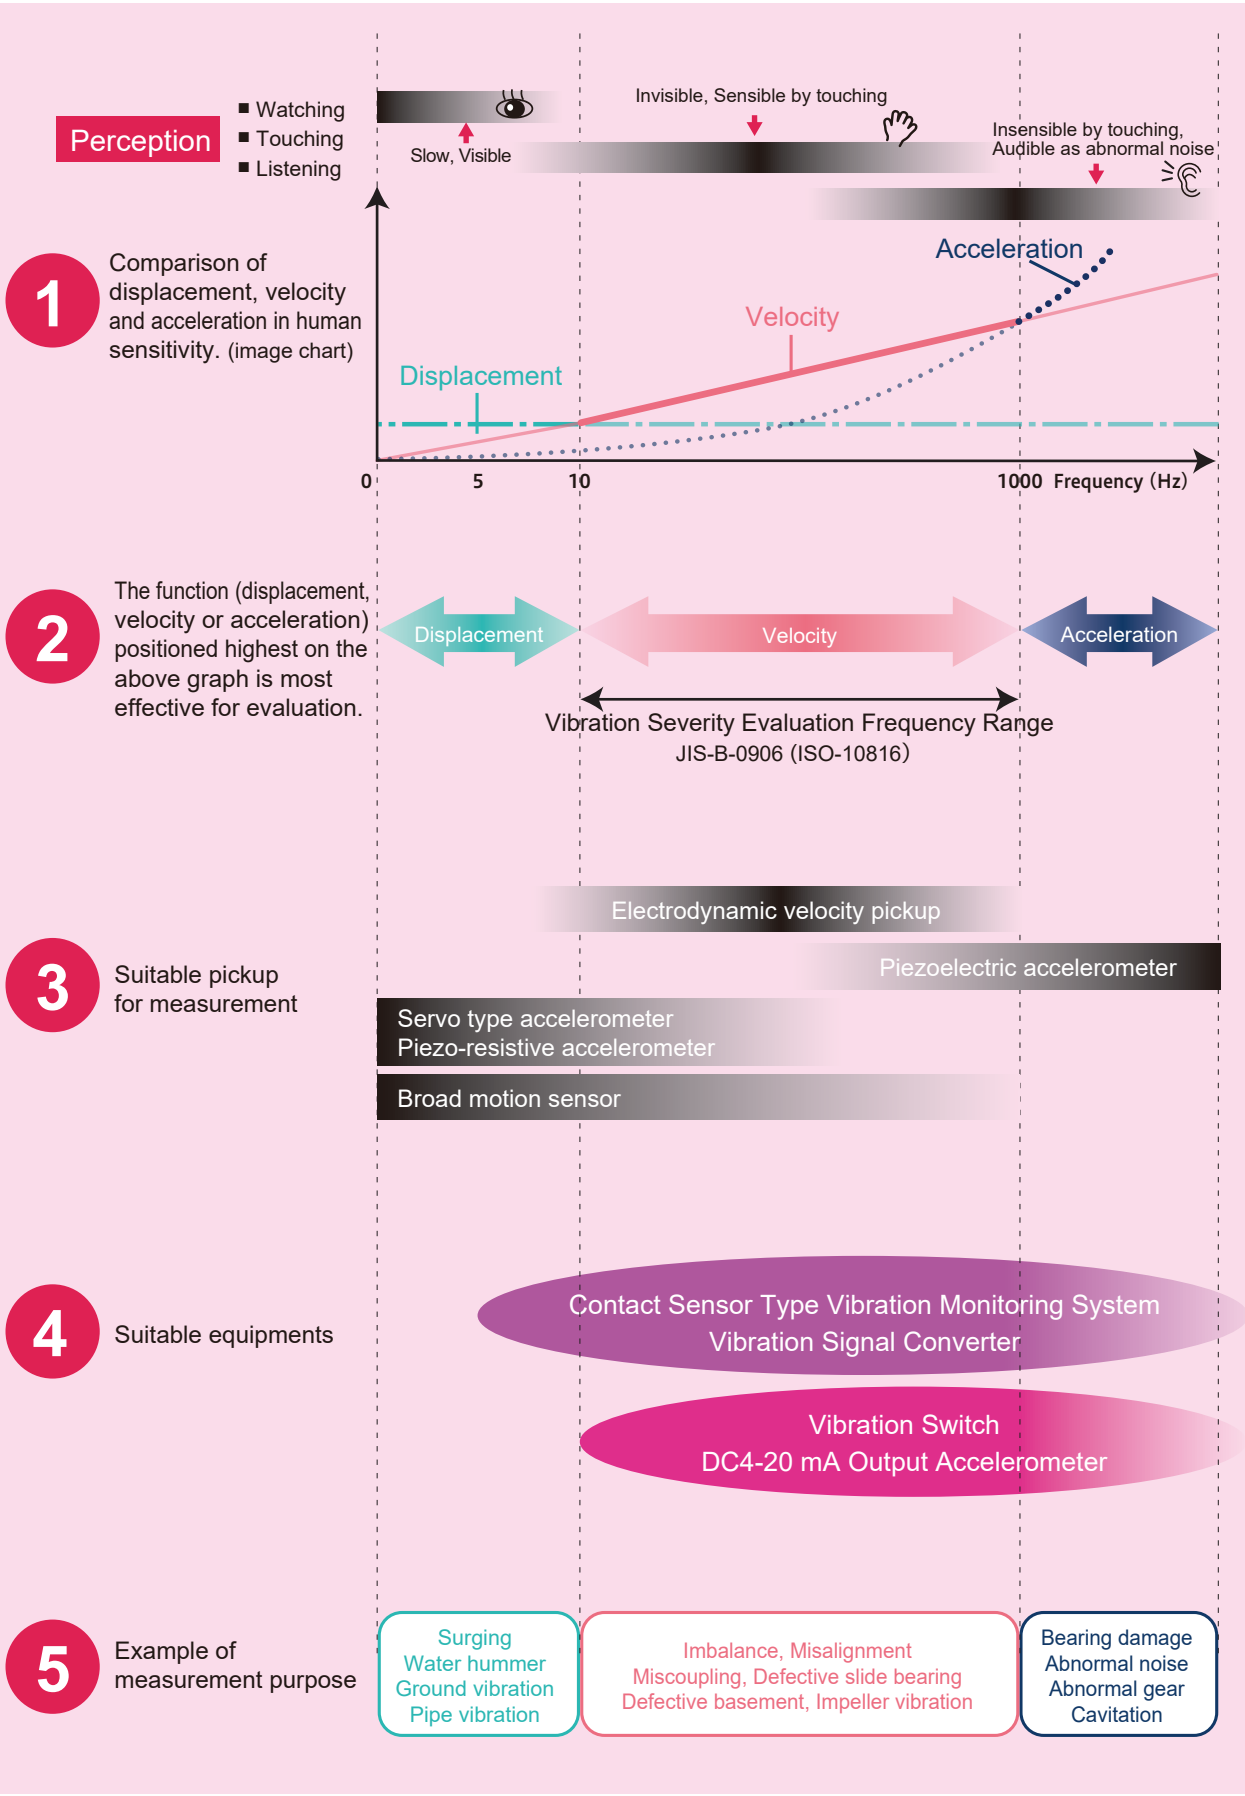 Perception
■ Watching
■ Touching
■ Listening
Slow, Visible
Invisible, Sensible by touching
Insensible by touching,
Audible as abnormal noise
1
Comparison of
displacement, velocity
and acceleration in human
sensitivity. (image chart)
Displacement
Velocity
Acceleration
0 5 10 1000 Frequency (Hz)
2
The function (displacement,
velocity or acceleration)
positioned highest on the
above graph is most
effective for evaluation.
Displacement
Velocity
Acceleration
Vibration Severity Evaluation Frequency Range
JIS-B-0906 (ISO-10816)
3
Suitable pickup
for measurement
Electrodynamic velocity pickup
Piezoelectric accelerometer
Servo type accelerometer
Piezo-resistive accelerometer
Broad motion sensor
4
Suitable equipments
Contact Sensor Type Vibration Monitoring System
Vibration Signal Converter
Vibration Switch
DC4-20 mA Output Accelerometer
5
Example of
measurement purpose
Surging
Water hummer
Ground vibration
Pipe vibration
Imbalance, Misalignment
Miscoupling, Defective slide bearing
Defective basement, Impeller vibration
Bearing damage
Abnormal noise
Abnormal gear
Cavitation